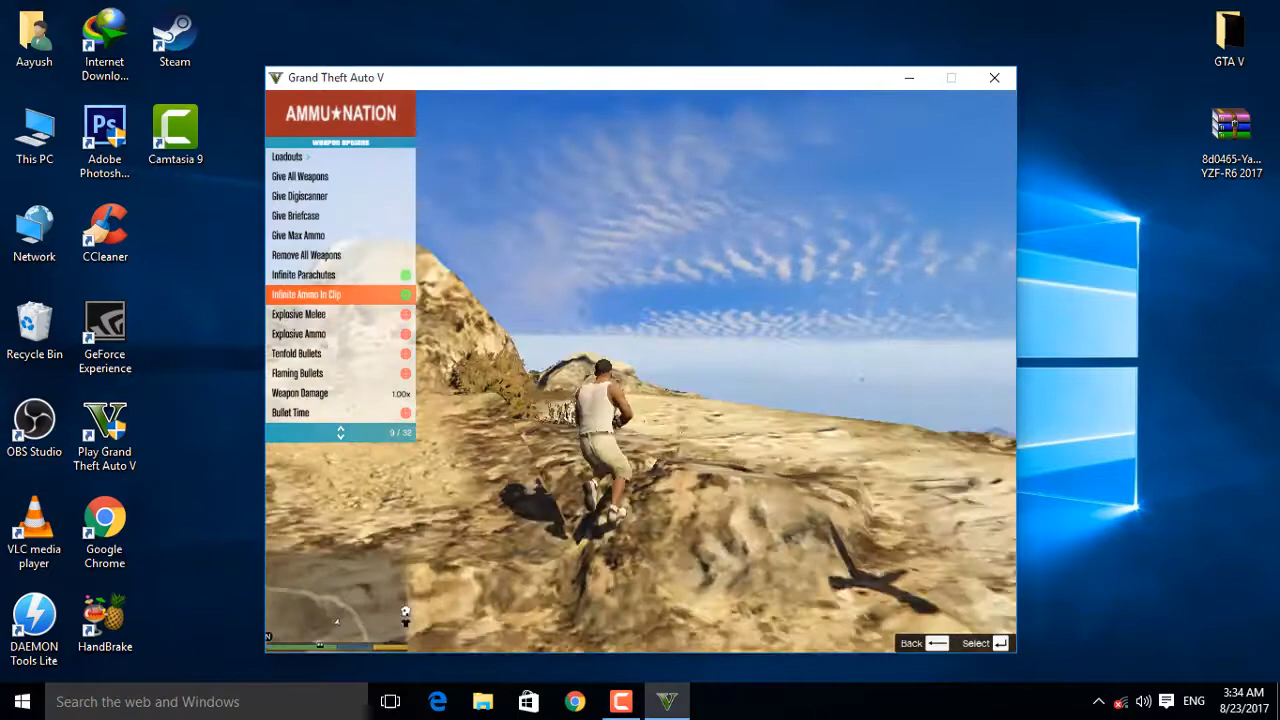 Aayush
Internet
Downlo...
Steam
This PC
Adobe
Photosh...
Camtasia 9
Network
CCleaner
Recycle Bin
GeForce
Experience
OBS Studio
Play Grand
Theft Auto V
VLC media
player
Google
Chrome
DAEMON
Tools Lite
HandBrake
Grand Theft Auto V
AMMU★NATION
WEAPON OPTIONS
Loadouts >
Give All Weapons
Give Digiscanner
Give Briefcase
Give Max Ammo
Remove All Weapons
Infinite Parachutes
Infinite Ammo In Clip
Explosive Melee
Explosive Ammo
Tenfold Bullets
Flaming Bullets
Weapon Damage 1.00x
Bullet Time
9 / 32
N
Back Select
GTA V
8d0465-Ya...
YZF-R6 2017
Search the web and Windows
ENG
3:34 AM
8/23/2017